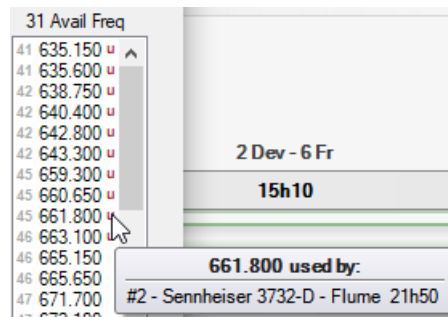 31 Avail Freq
41 635.150 u
41 635.600 u
42 638.750 u
42 640.400 u
42 642.800 u
42 643.300 u
45 659.300 u
45 660.650 u
45 661.800 u
46 663.100 u
46 665.150
46 665.650
47 671.700
2 Dev - 6 Fr
15h10
661.800 used by:
#2 - Sennheiser 3732-D - Flume 21h50